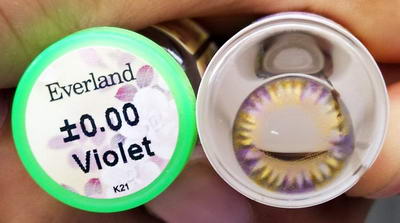 Everland
±0.00
Violet
K21